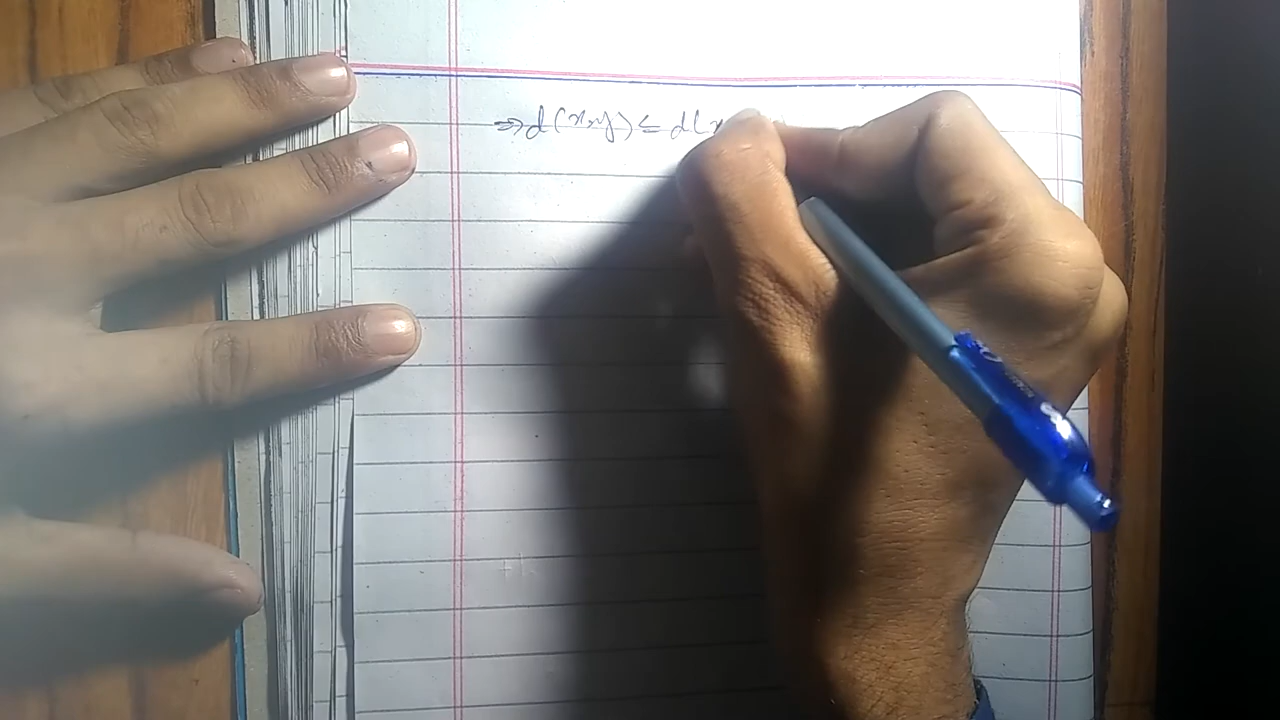 ⇒ d(x,y) ≤ d(x